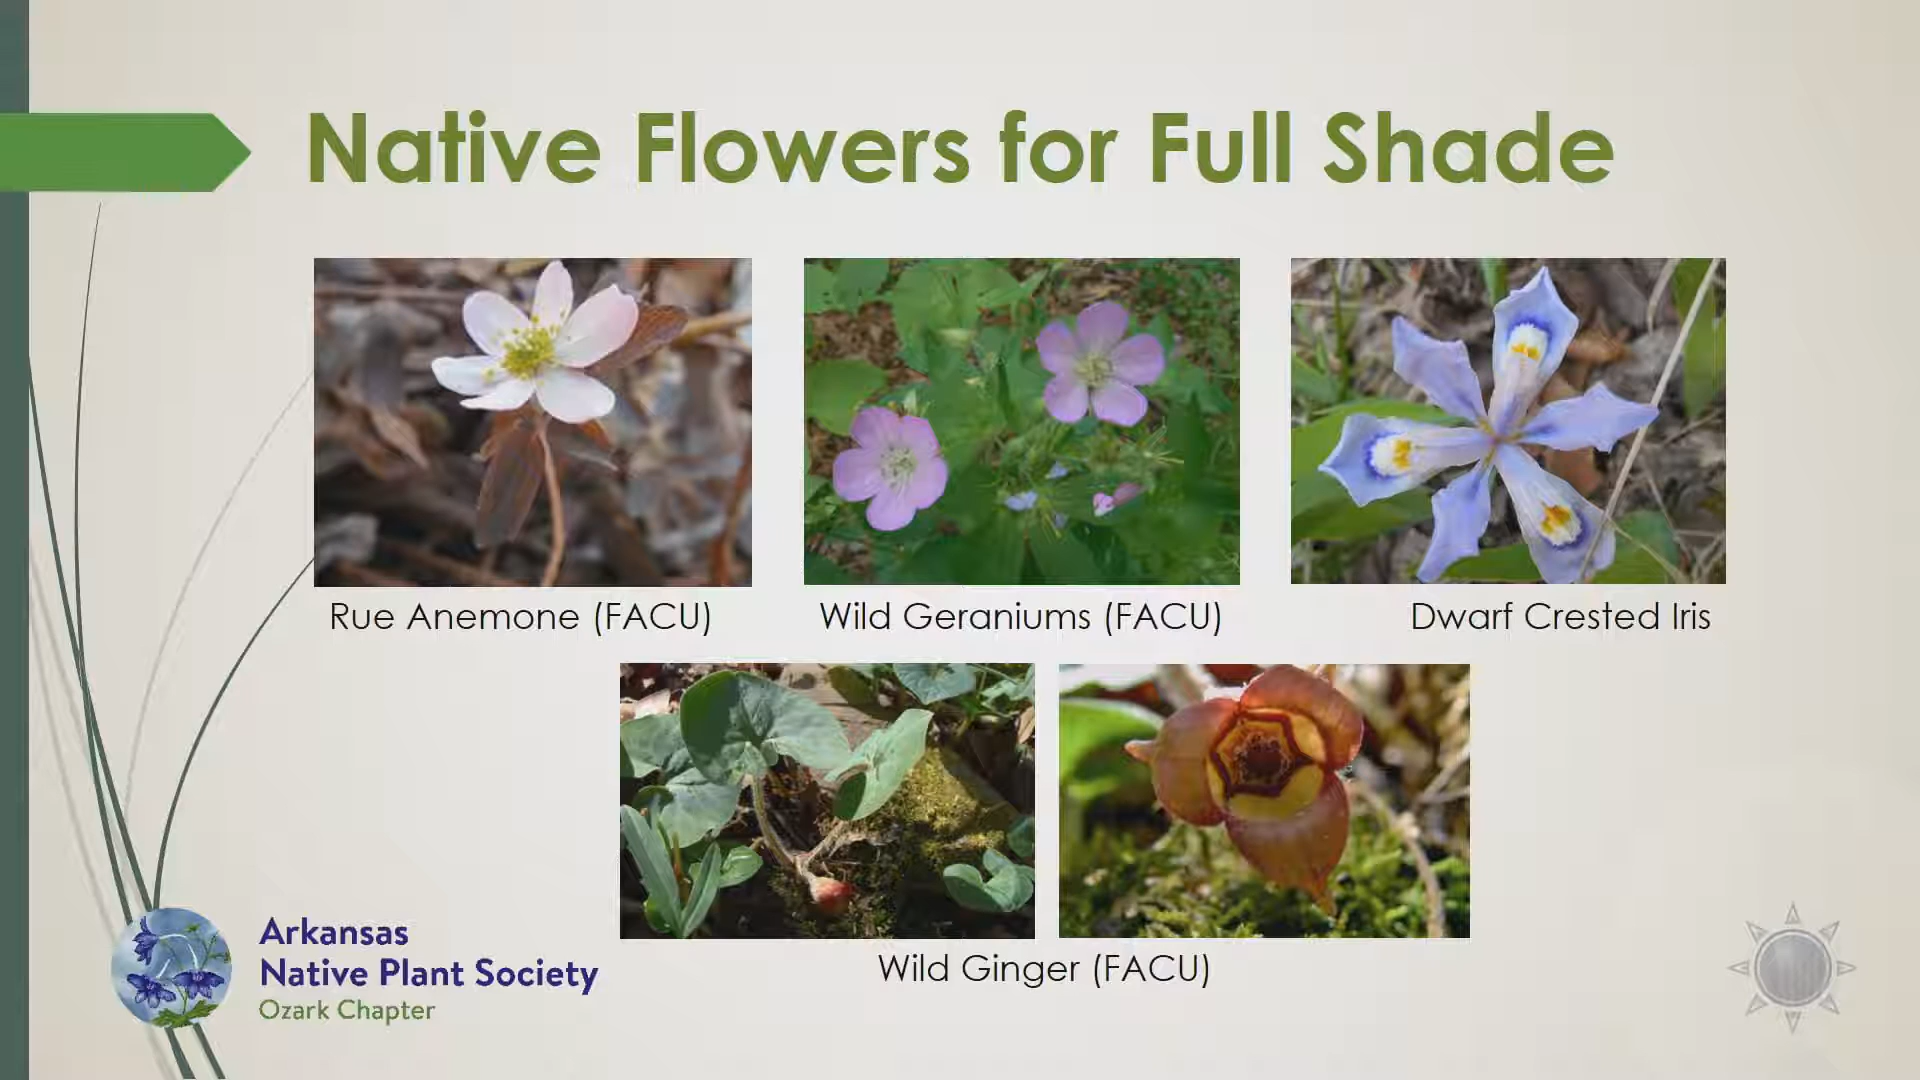 Native Flowers for Full Shade
Rue Anemone (FACU)
Wild Geraniums (FACU)
Dwarf Crested Iris
Wild Ginger (FACU)
Arkansas
Native Plant Society
Ozark Chapter